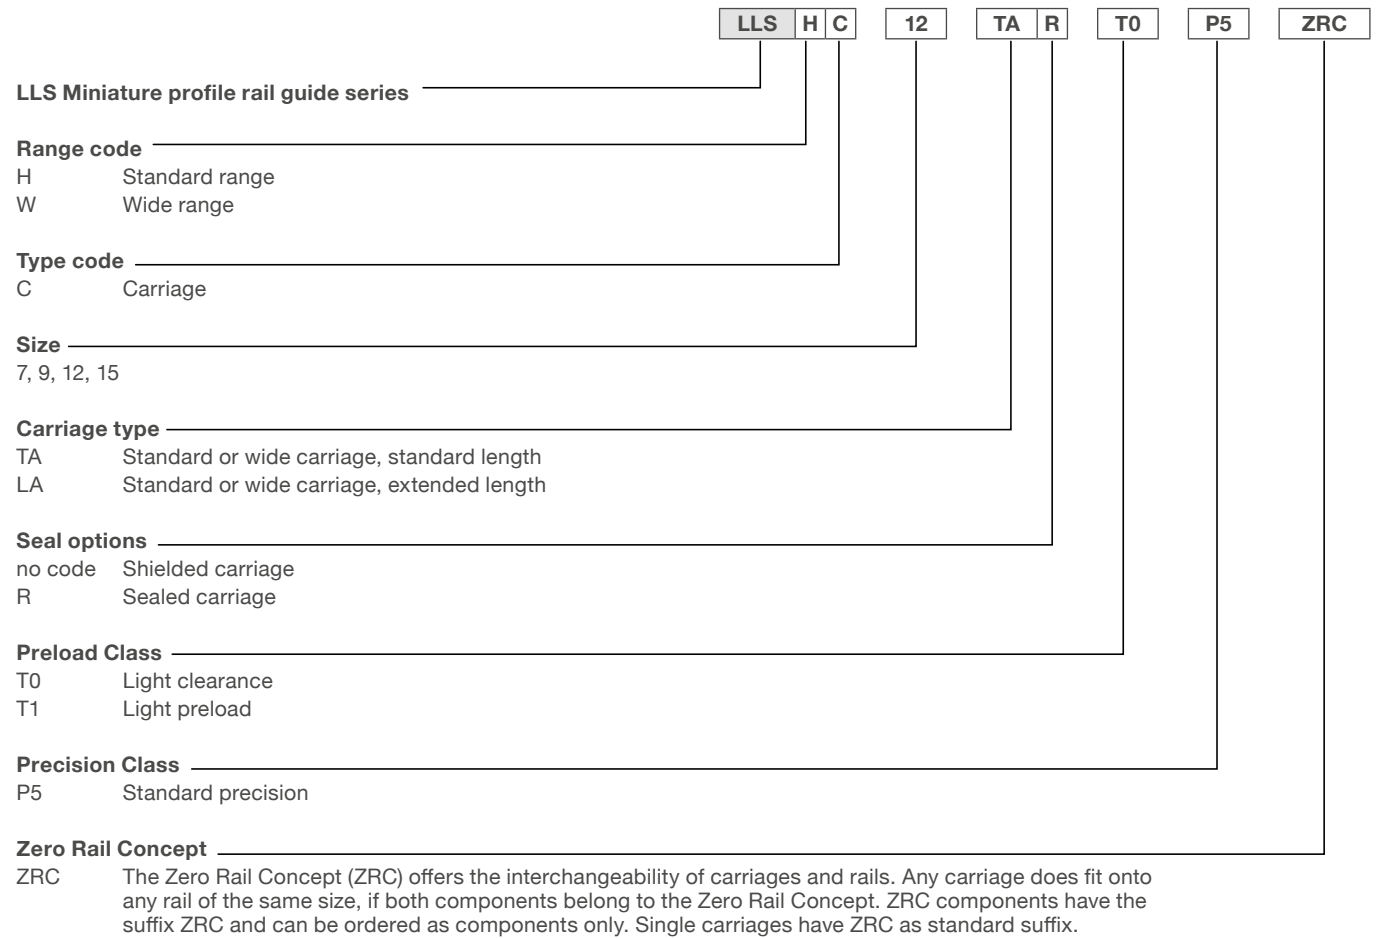 LLS H C 12 TA R T0 P5 ZRC
LLS Miniature profile rail guide series
Range code
H Standard range
W Wide range
Type code
C Carriage
Size
7, 9, 12, 15
Carriage type
TA Standard or wide carriage, standard length
LA Standard or wide carriage, extended length
Seal options
no code Shielded carriage
R Sealed carriage
Preload Class
T0 Light clearance
T1 Light preload
Precision Class
P5 Standard precision
Zero Rail Concept
ZRC The Zero Rail Concept (ZRC) offers the interchangeability of carriages and rails. Any carriage does fit onto
any rail of the same size, if both components belong to the Zero Rail Concept. ZRC components have the
suffix ZRC and can be ordered as components only. Single carriages have ZRC as standard suffix.